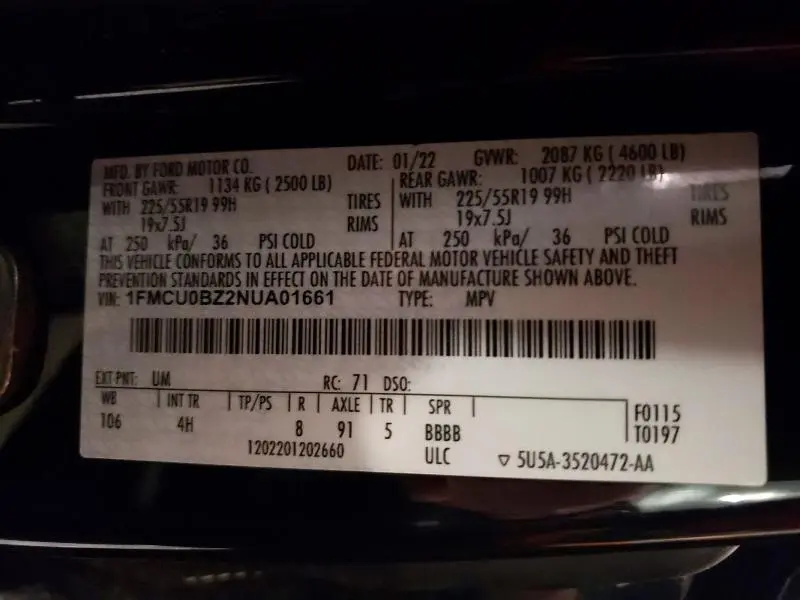 MFD. BY FORD MOTOR CO. DATE: 01/22 GVWR: 2087 KG ( 4600 LB)
FRONT GAWR: 1134 KG ( 2500 LB) REAR GAWR: 1007 KG ( 2220 LB)
WITH 225/55R19 99H TIRES WITH 225/55R19 99H TIRES
19x7.5J RIMS 19x7.5J RIMS
AT 250 kPa/ 36 PSI COLD AT 250 kPa/ 36 PSI COLD
THIS VEHICLE CONFORMS TO ALL APPLICABLE FEDERAL MOTOR VEHICLE SAFETY AND THEFT
PREVENTION STANDARDS IN EFFECT ON THE DATE OF MANUFACTURE SHOWN ABOVE.
VIN: 1FMCU0BZ2NUA01661 TYPE: MPV
EXT PNT: UM RC: 71 DSO:
WB INT TR TP/PS R AXLE TR SPR F0115
106 4H 8 91 5 BBBB T0197
1202201202660 ULC ▽ 5U5A-3520472-AA